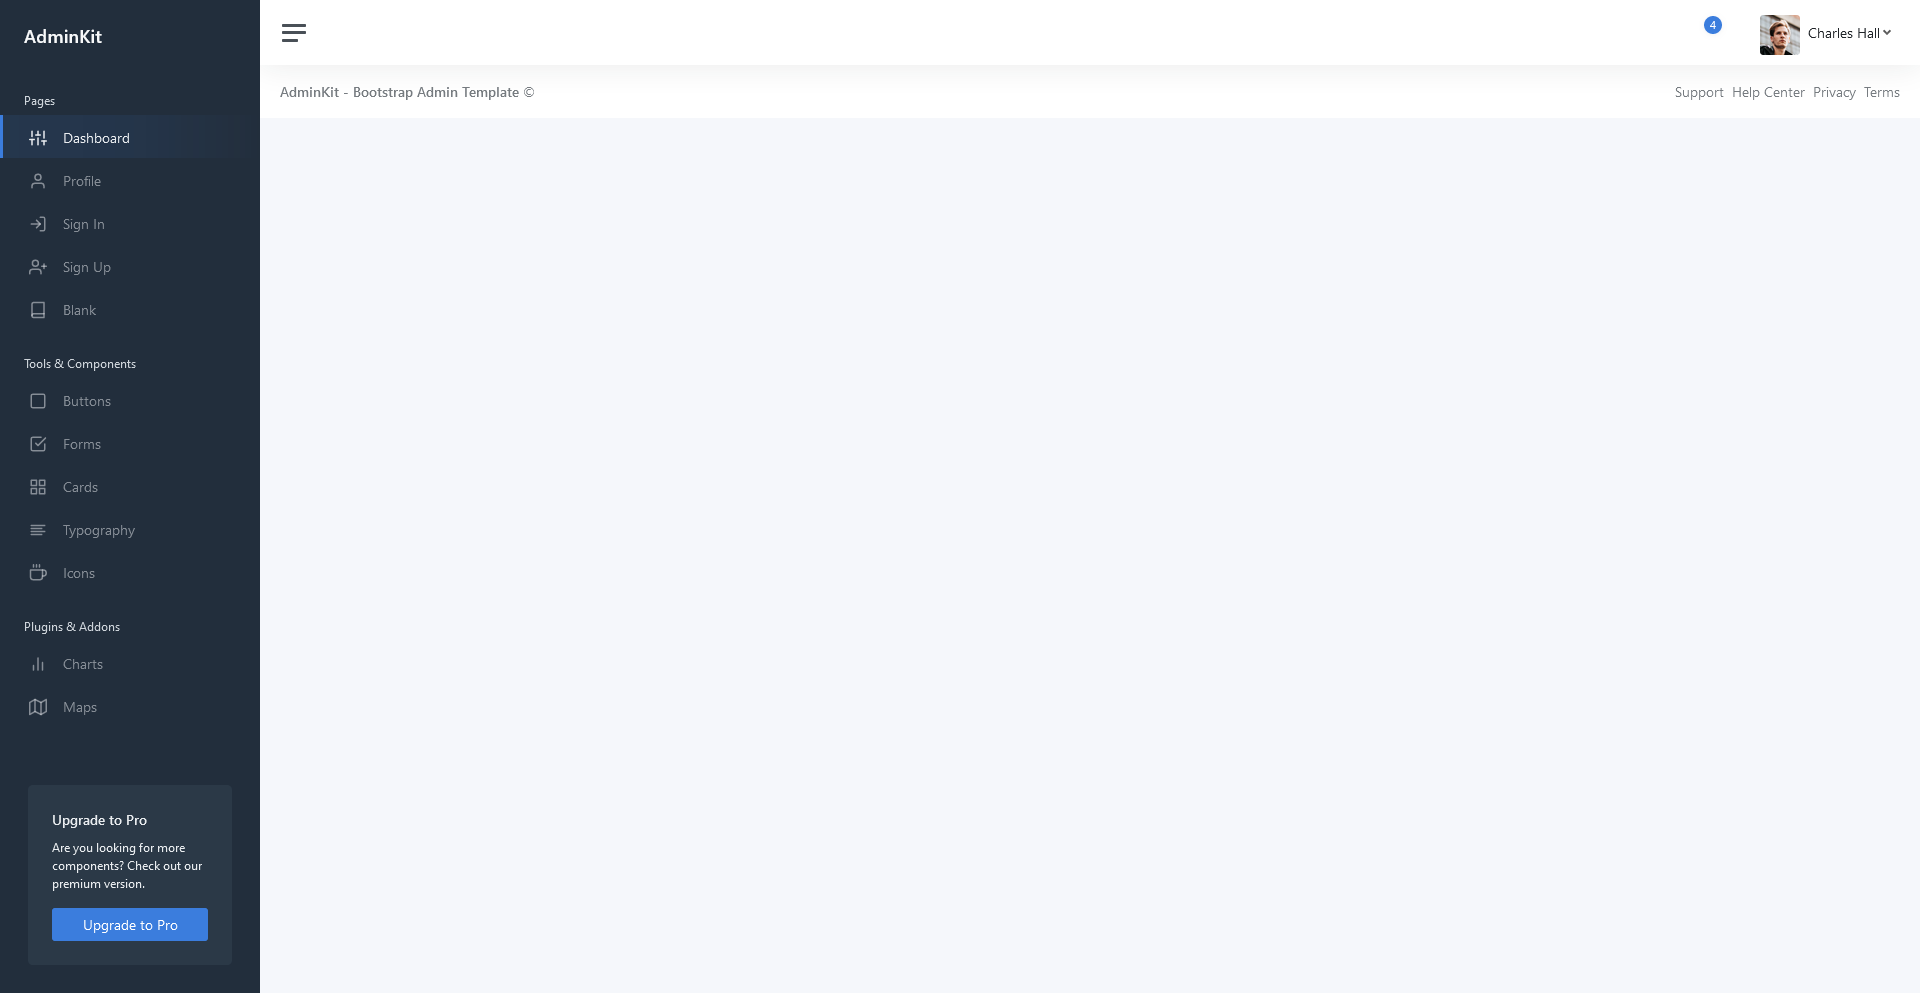 AdminKit
Pages
Dashboard
Profile
Sign In
Sign Up
Blank
Tools & Components
Buttons
Forms
Cards
Typography
Icons
Plugins & Addons
Charts
Maps
Upgrade to Pro
Are you looking for more
components? Check out our
premium version.
Upgrade to Pro
4
Charles Hall
AdminKit - Bootstrap Admin Template ©
Support Help Center Privacy Terms